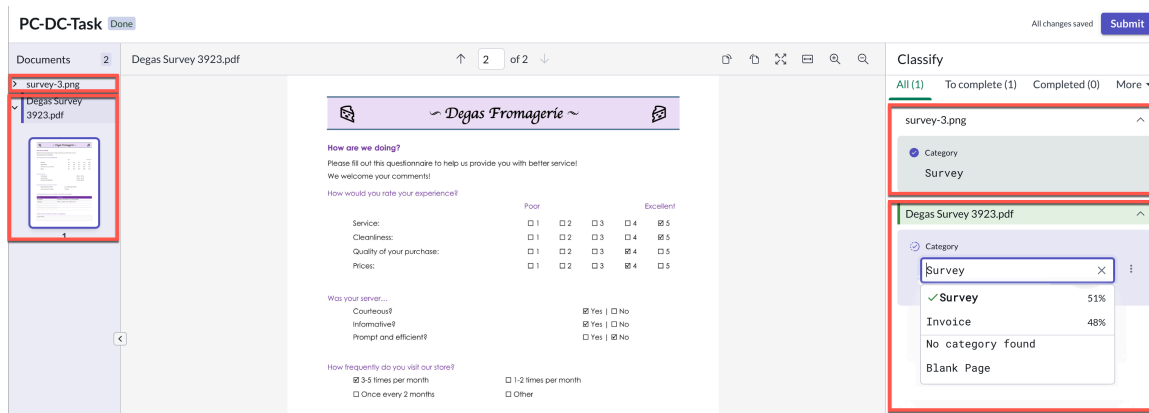 PC-DC-Task Done
All changes saved Submit
Documents 2
Degas Survey 3923.pdf
2 of 2
Classify
All (1) To complete (1) Completed (0) More
survey-3.png
Degas Survey
3923.pdf
1
~ Degas Fromagerie ~
How are we doing?
Please fill out this questionnaire to help us provide you with better service!
We welcome your comments!
How would you rate your experience?
Poor Excellent
Service: ☐ 1 ☐ 2 ☐ 3 ☐ 4 ☑ 5
Cleanliness: ☐ 1 ☐ 2 ☐ 3 ☐ 4 ☑ 5
Quality of your purchase: ☐ 1 ☐ 2 ☐ 3 ☑ 4 ☐ 5
Prices: ☐ 1 ☐ 2 ☐ 3 ☑ 4 ☐ 5
Was your server...
Courteous? ☑ Yes | ☐ No
Informative? ☑ Yes | ☐ No
Prompt and efficient? ☐ Yes | ☑ No
How frequently do you visit our store?
☑ 3-5 times per month ☐ 1-2 times per month
☐ Once every 2 months ☐ Other
survey-3.png
Category
Survey
Degas Survey 3923.pdf
Category
Survey
Survey 51%
Invoice 48%
No category found
Blank Page